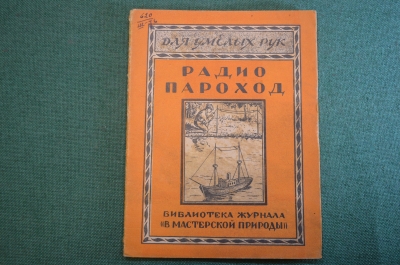 ДЛЯ УМЕЛЫХ РУК
РАДИО
ПАРОХОД
БИБЛИОТЕКА ЖУРНАЛА
„В МАСТЕРСКОЙ ПРИРОДЫ"